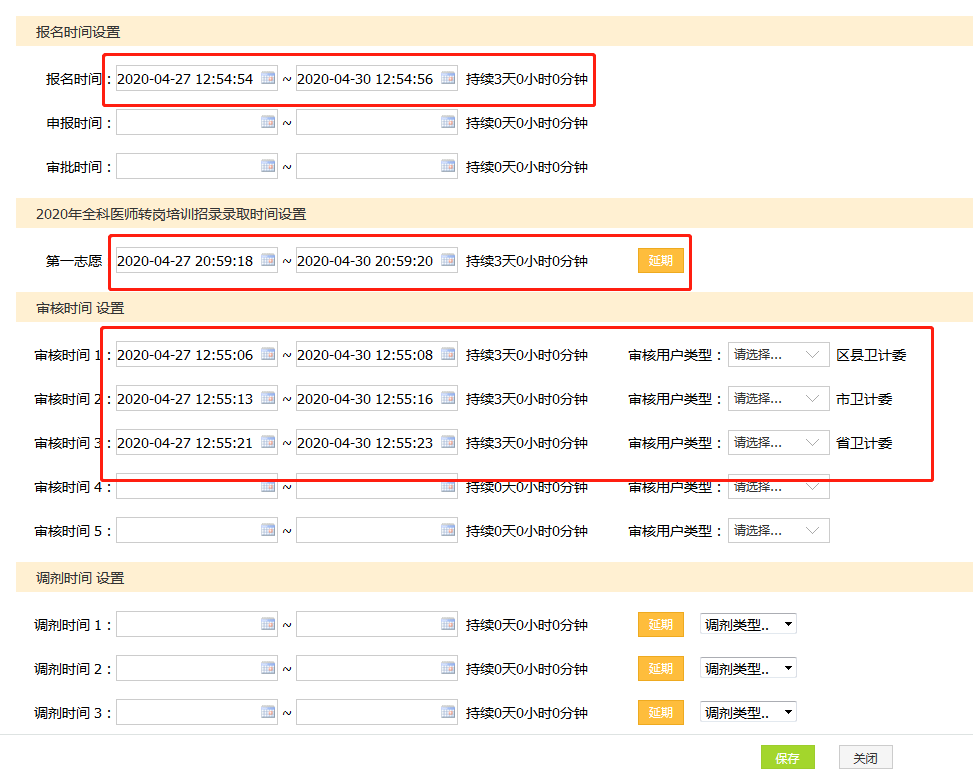 报名时间设置
报名时间：2020-04-27 12:54:54 ~ 2020-04-30 12:54:56 持续3天0小时0分钟
申报时间： ~ 持续0天0小时0分钟
审批时间： ~ 持续0天0小时0分钟
2020年全科医师转岗培训招录录取时间设置
第一志愿 2020-04-27 20:59:18 ~ 2020-04-30 20:59:20 持续3天0小时0分钟 延期
审核时间 设置
审核时间 1：2020-04-27 12:55:06 ~ 2020-04-30 12:55:08 持续3天0小时0分钟 审核用户类型： 请选择... 区县卫计委
审核时间 2：2020-04-27 12:55:13 ~ 2020-04-30 12:55:16 持续3天0小时0分钟 审核用户类型： 请选择... 市卫计委
审核时间 3：2020-04-27 12:55:21 ~ 2020-04-30 12:55:23 持续3天0小时0分钟 审核用户类型： 请选择... 省卫计委
审核时间 4： ~ 持续0天0小时0分钟 审核用户类型： 请选择...
审核时间 5： ~ 持续0天0小时0分钟 审核用户类型： 请选择...
调剂时间 设置
调剂时间 1： ~ 持续0天0小时0分钟 延期 调剂类型..
调剂时间 2： ~ 持续0天0小时0分钟 延期 调剂类型..
调剂时间 3： ~ 持续0天0小时0分钟 延期 调剂类型..
保存 关闭